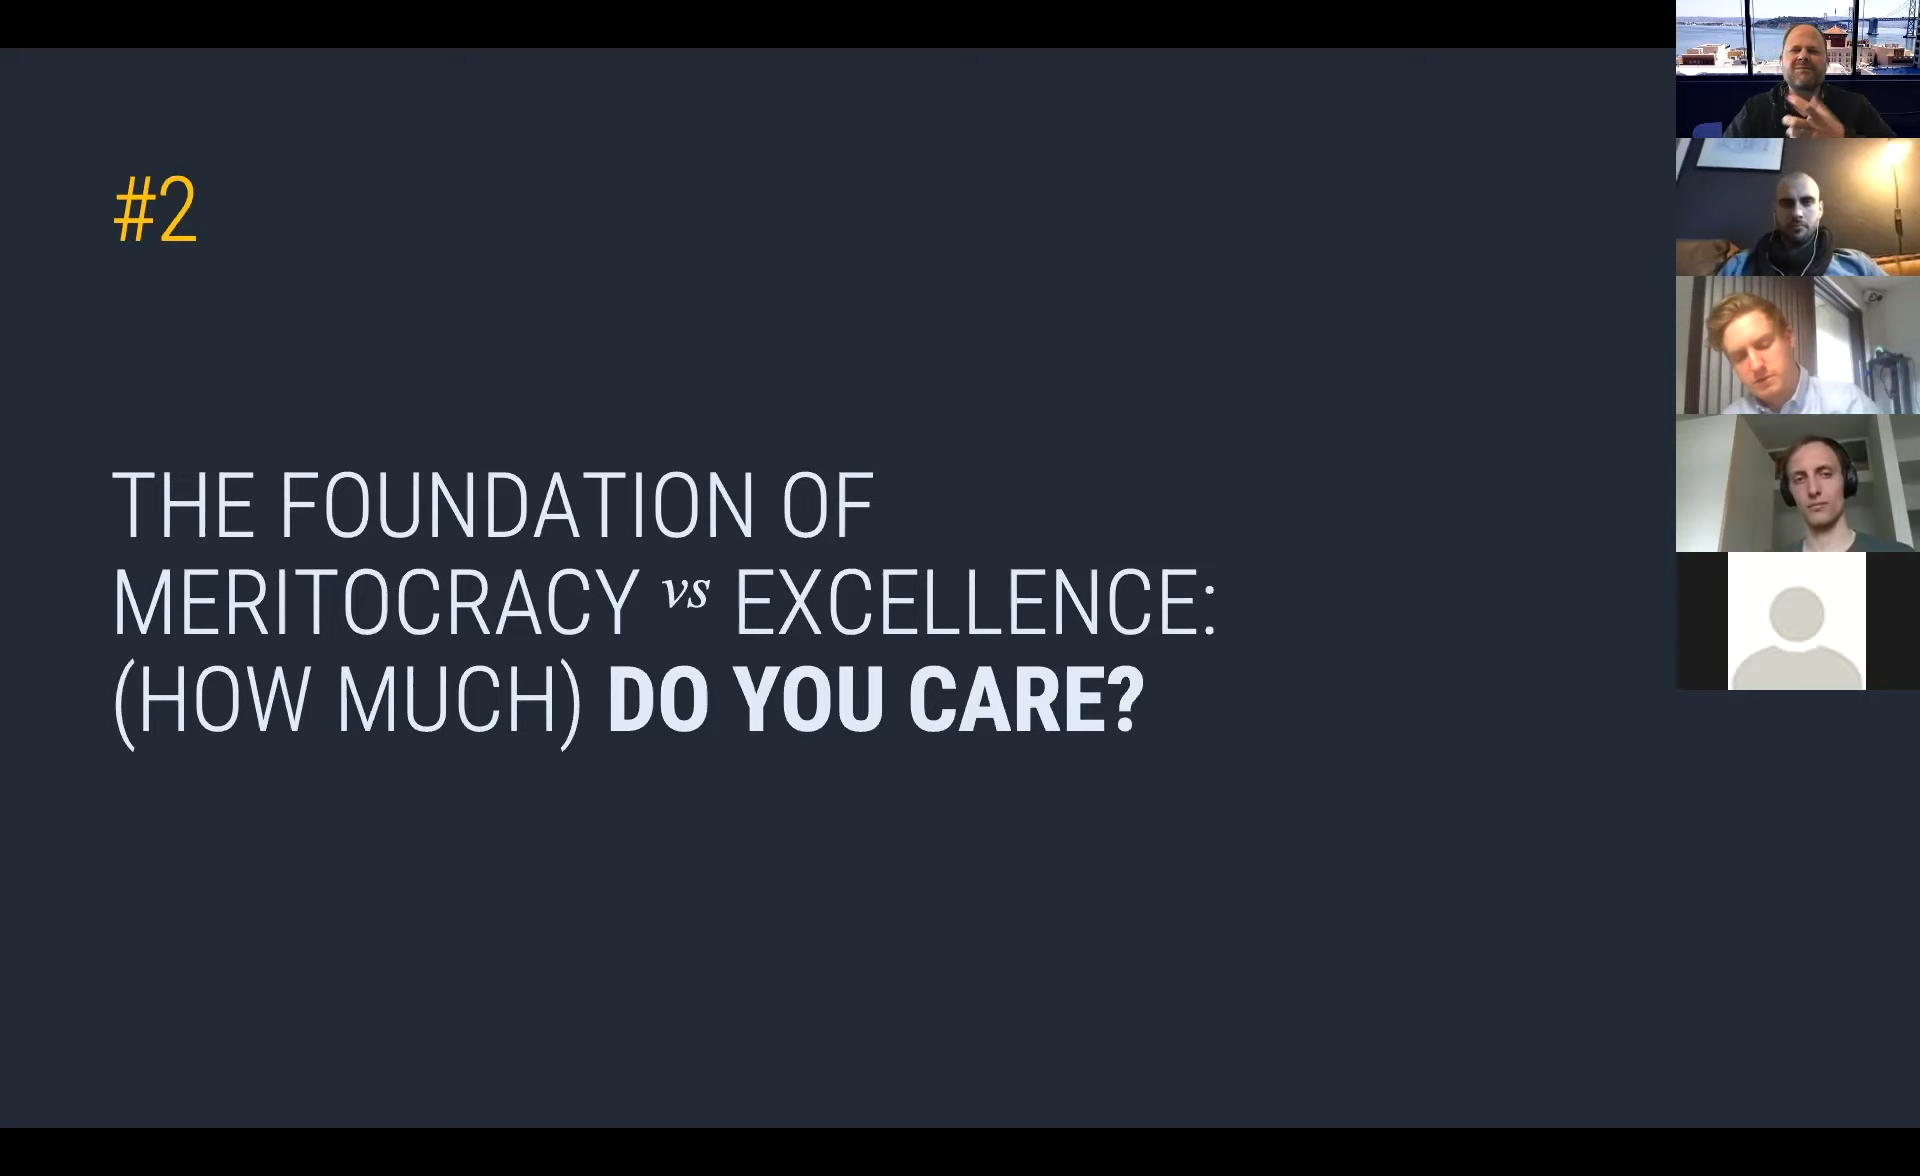 #2
THE FOUNDATION OF
MERITOCRACY vs EXCELLENCE:
(HOW MUCH) DO YOU CARE?